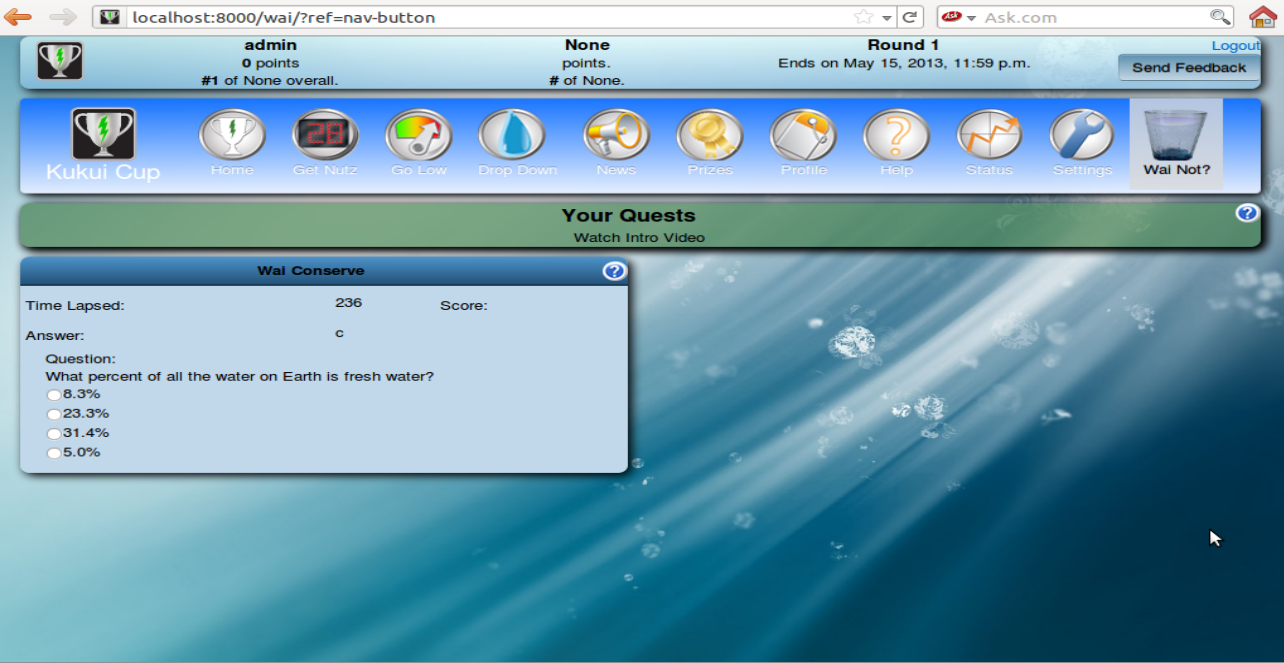 localhost:8000/wai/?ref=nav-button
Ask
Ask.com
admin
None
Round 1
Logout
0 points
points.
Ends on May 15, 2013, 11:59 p.m.
Send Feedback
#1 of None overall.
# of None.
28
Kukui Cup
Home
Get Nutz
Go Low
Drop Down
News
Prizes
Profile
Help
Status
Settings
Wai Not?
Your Quests
Watch Intro Video
Wai Conserve
Time Lapsed: 236 Score:
Answer: c
Question:
What percent of all the water on Earth is fresh water?
8.3%
23.3%
31.4%
5.0%